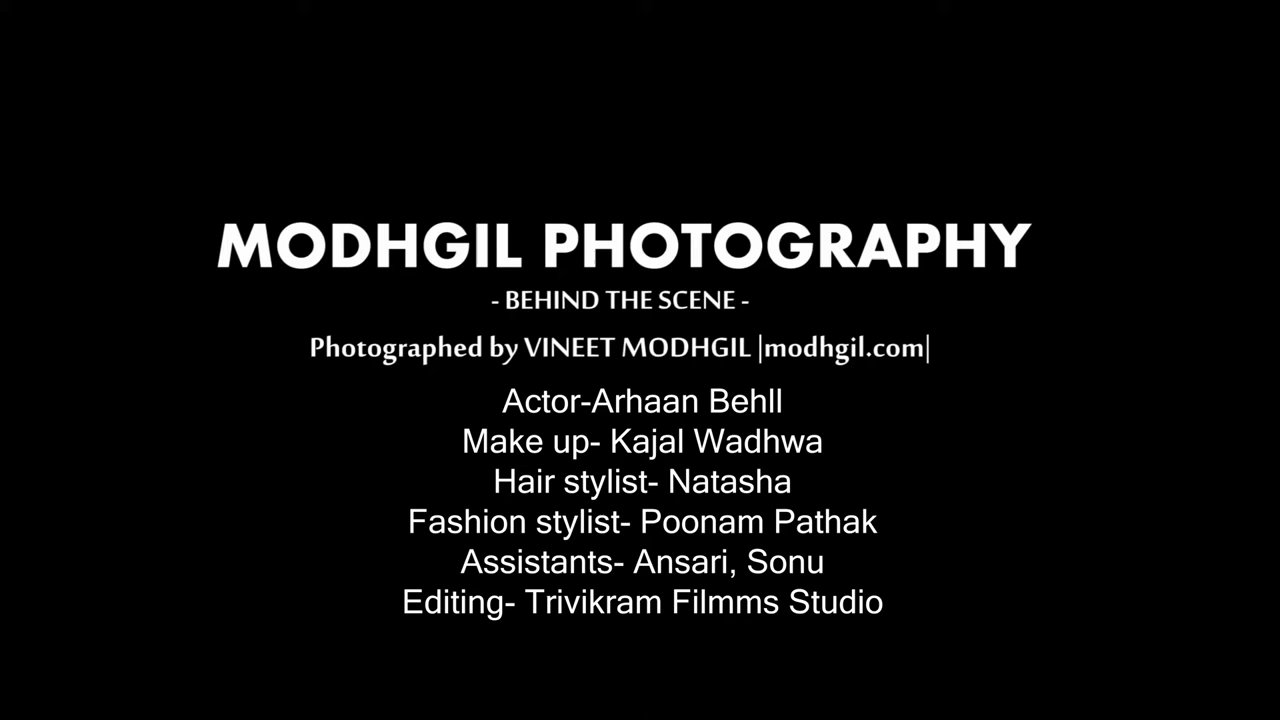 MODHGIL PHOTOGRAPHY
- BEHIND THE SCENE -
Photographed by VINEET MODHGIL |modhgil.com|
Actor-Arhaan Behll
Make up- Kajal Wadhwa
Hair stylist- Natasha
Fashion stylist- Poonam Pathak
Assistants- Ansari, Sonu
Editing- Trivikram Filmms Studio